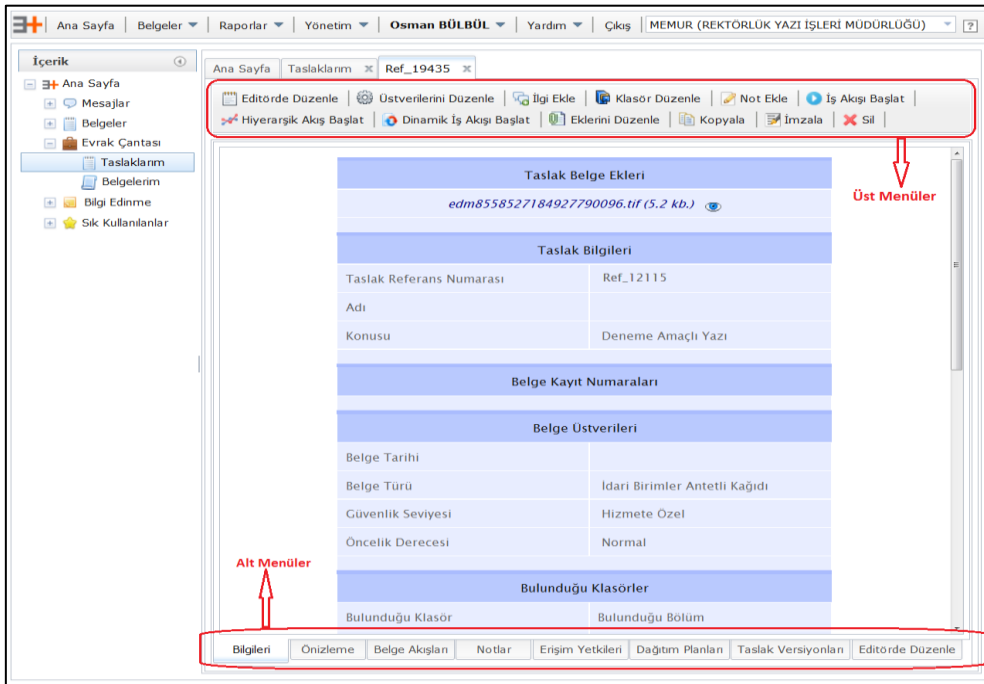 Ana Sayfa Belgeler Raporlar Yönetim Osman BÜLBÜL Yardım Çıkış MEMUR (REKTÖRLÜK YAZI İŞLERİ MÜDÜRLÜĞÜ) ?
İçerik
Ana Sayfa
Mesajlar
Belgeler
Evrak Çantası
Taslaklarım
Belgelerim
Bilgi Edinme
Sık Kullanılanlar
Ana Sayfa Taslaklarım x Ref_19435 x
Editörde Düzenle Üstverilerini Düzenle İlgi Ekle Klasör Düzenle Not Ekle İş Akışı Başlat
Hiyerarşik Akış Başlat Dinamik İş Akışı Başlat Eklerini Düzenle Kopyala İmzala Sil
Üst Menüler
Taslak Belge Ekleri
edm8558527184927790096.tif (5.2 kb.)
Taslak Bilgileri
Taslak Referans Numarası Ref_12115
Adı
Konusu Deneme Amaçlı Yazı
Belge Kayıt Numaraları
Belge Üstverileri
Belge Tarihi
Belge Türü İdari Birimler Antetli Kağıdı
Güvenlik Seviyesi Hizmete Özel
Öncelik Derecesi Normal
Bulunduğu Klasörler
Bulunduğu Klasör Bulunduğu Bölüm
Alt Menüler
Bilgileri Önizleme Belge Akışları Notlar Erişim Yetkileri Dağıtım Planları Taslak Versiyonları Editörde Düzenle